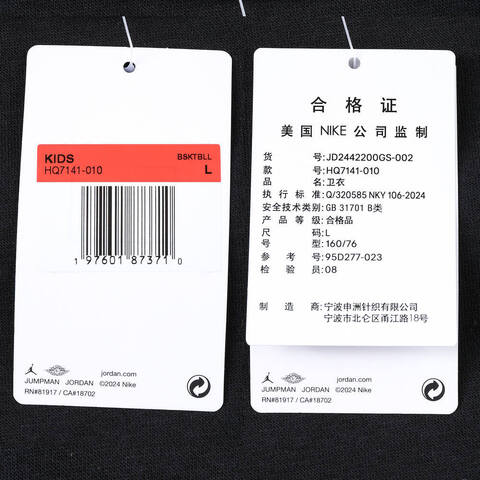 KIDS
BSKTBLL
HQ7141-010
L
1 97601 87371 0
jordan.com
JUMPMAN JORDAN ©2024 Nike
RN#81917 / CA#18702
合格证
美国NIKE公司监制
货号:JD2442200GS-002
款号:HQ7141-010
品名:卫衣
执行标准:Q/320585 NKY 106-2024
安全技术类别:GB 31701 B类
产品等级:合格品
尺码:L
号型:160/76
参考号:95D277-023
检验员:08
制造商:宁波申洲针织有限公司
宁波市北仑区甬江路18号
jordan.com
JUMPMAN JORDAN ©2024 Nike
RN#81917 / CA#18702